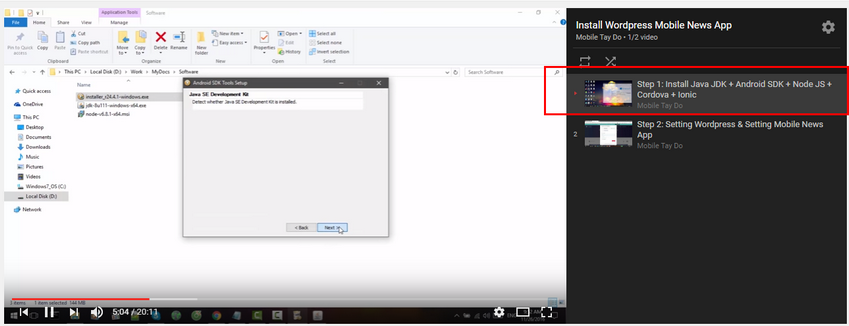 Application Tools
Software
File
Home
Share
View
Manage
Pin to Quick access
Copy
Paste
Cut
Copy path
Paste shortcut
Move to
Copy to
Delete
Rename
New folder
New item
Easy access
Properties
Open
Edit
History
Select all
Select none
Invert selection
Clipboard
Organize
New
Open
Select
This PC > Local Disk (D:) > Work > MyDocs > Software
Search Software
Quick access
OneDrive
This PC
Desktop
Documents
Downloads
Music
Pictures
Videos
Windows7_OS (C:)
Local Disk (D:)
Network
installer_r24.4.1-windows.exe
jdk-8u111-windows-x64.exe
node-v6.9.1-x64.msi
Android SDK Tools Setup
Java SE Development Kit
Detect whether Java SE Development Kit is installed.
< Back
Next >
3 items
1 item selected 144 MB
5:04 / 20:11
ENG
Install Wordpress Mobile News App
Mobile Tay Do • 1/2 video
Step 1: Install Java JDK + Android SDK + Node JS +
Cordova + Ionic
Mobile Tay Do
2
Step 2: Setting Wordpress & Setting Mobile News
App
Mobile Tay Do